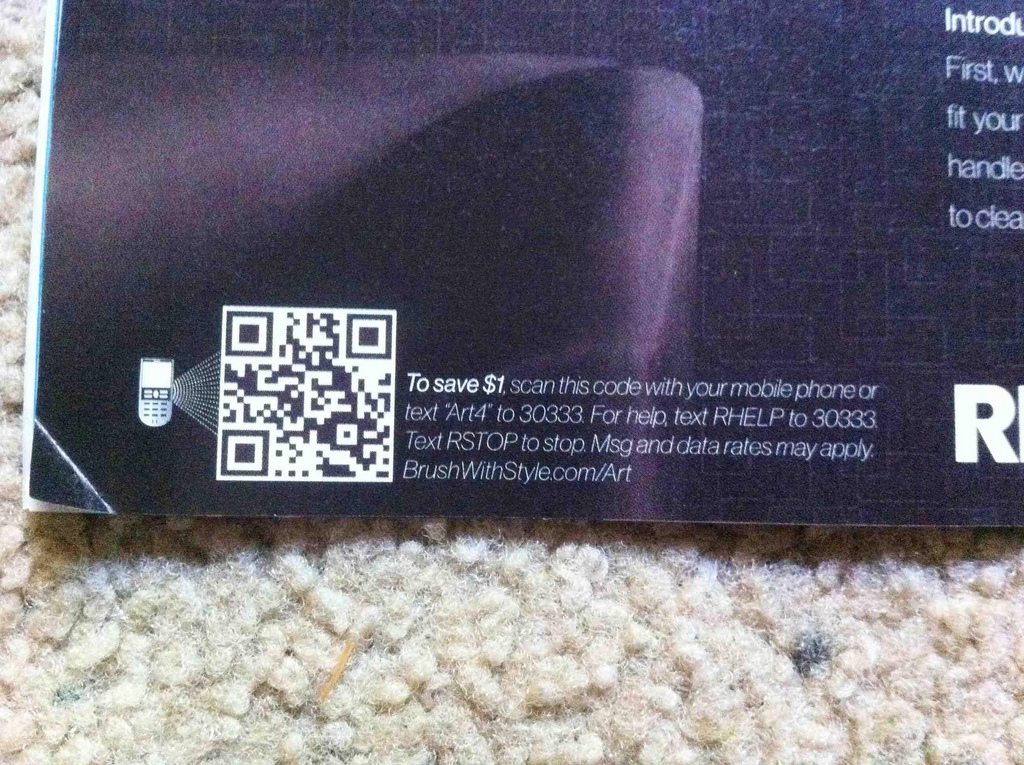 Introdu
First, w
fit your
handle
to clea
To save $1, scan this code with your mobile phone or
text "Art4" to 30333. For help, text RHELP to 30333.
Text RSTOP to stop. Msg and data rates may apply.
BrushWithStyle.com/Art
R